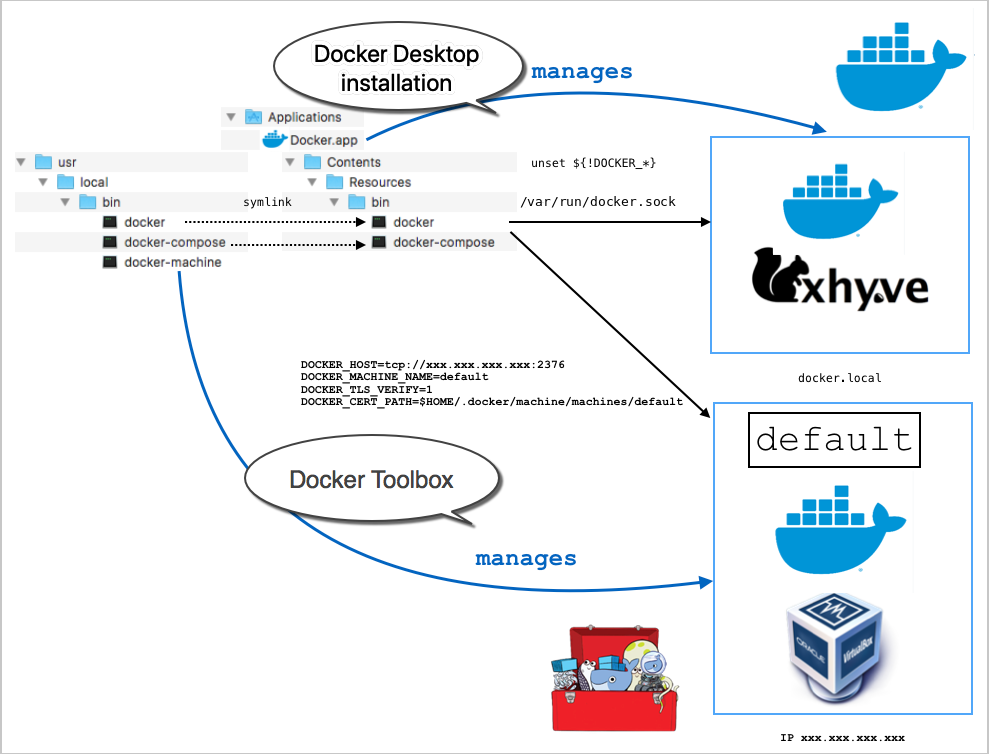 Docker Desktop
installation
manages
Applications
Docker.app
usr
Contents
unset ${!DOCKER_*}
local
Resources
bin
symlink
bin
/var/run/docker.sock
docker
docker
docker-compose
docker-compose
docker-machine
xhyve
DOCKER_HOST=tcp://xxx.xxx.xxx.xxx:2376
DOCKER_MACHINE_NAME=default
DOCKER_TLS_VERIFY=1
DOCKER_CERT_PATH=$HOME/.docker/machine/machines/default
docker.local
default
Docker Toolbox
manages
ORACLE
VirtualBox
IP xxx.xxx.xxx.xxx